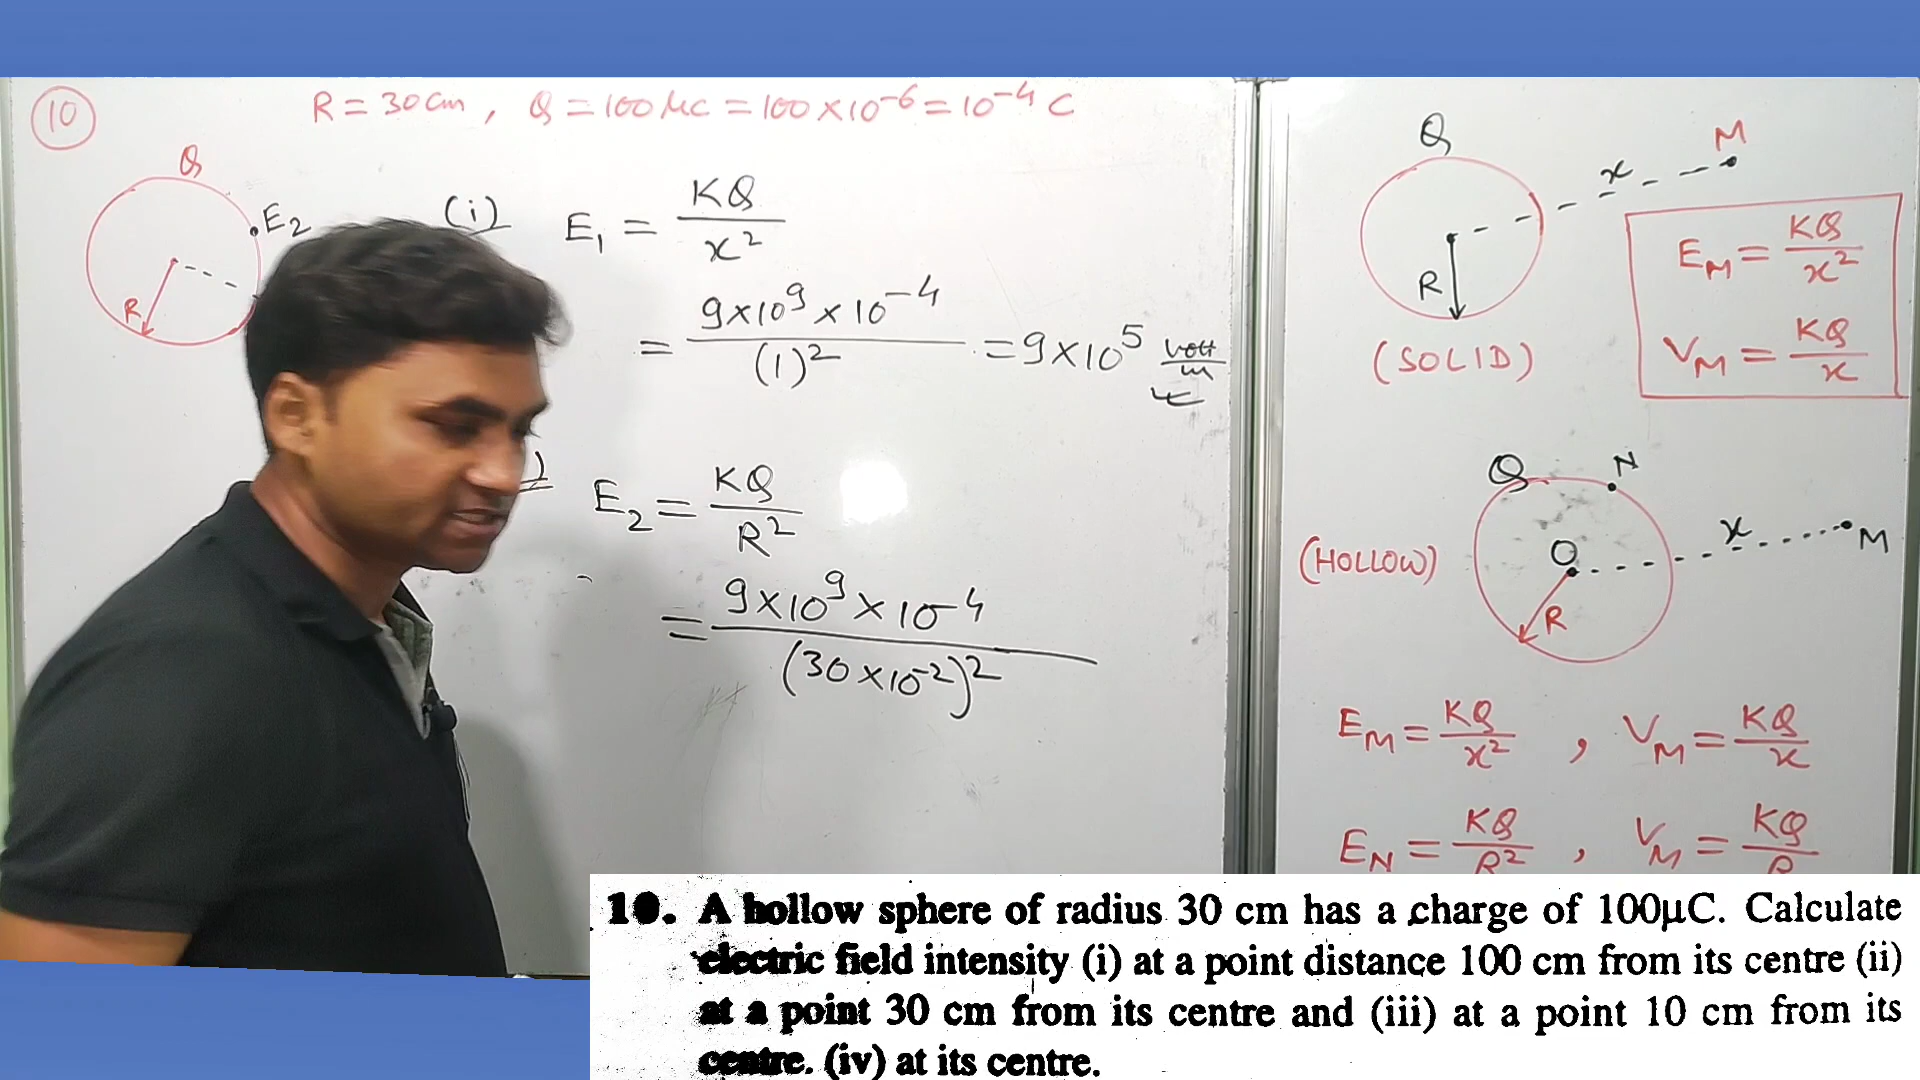 10
R = 30 cm , Q = 100 μC = 100 × 10⁻⁶ = 10⁻⁴ C
Q
E₂
R
(i) E₁ = KQ / x²
= 9×10⁹ × 10⁻⁴ / (1)² = 9×10⁵ volt/m
) E₂ = KQ / R²
= 9×10⁹ × 10⁻⁴ / (30×10⁻²)²
Q
M
x
R
(SOLID)
E_M = KQ / x²
V_M = KQ / x
Q
N
(HOLLOW)
O
x
M
R
E_M = KQ / x² , V_M = KQ / x
E_N = KQ / R² , V_M = KQ / R
10. A hollow sphere of radius 30 cm has a charge of 100μC. Calculate
electric field intensity (i) at a point distance 100 cm from its centre (ii)
at a point 30 cm from its centre and (iii) at a point 10 cm from its
centre. (iv) at its centre.